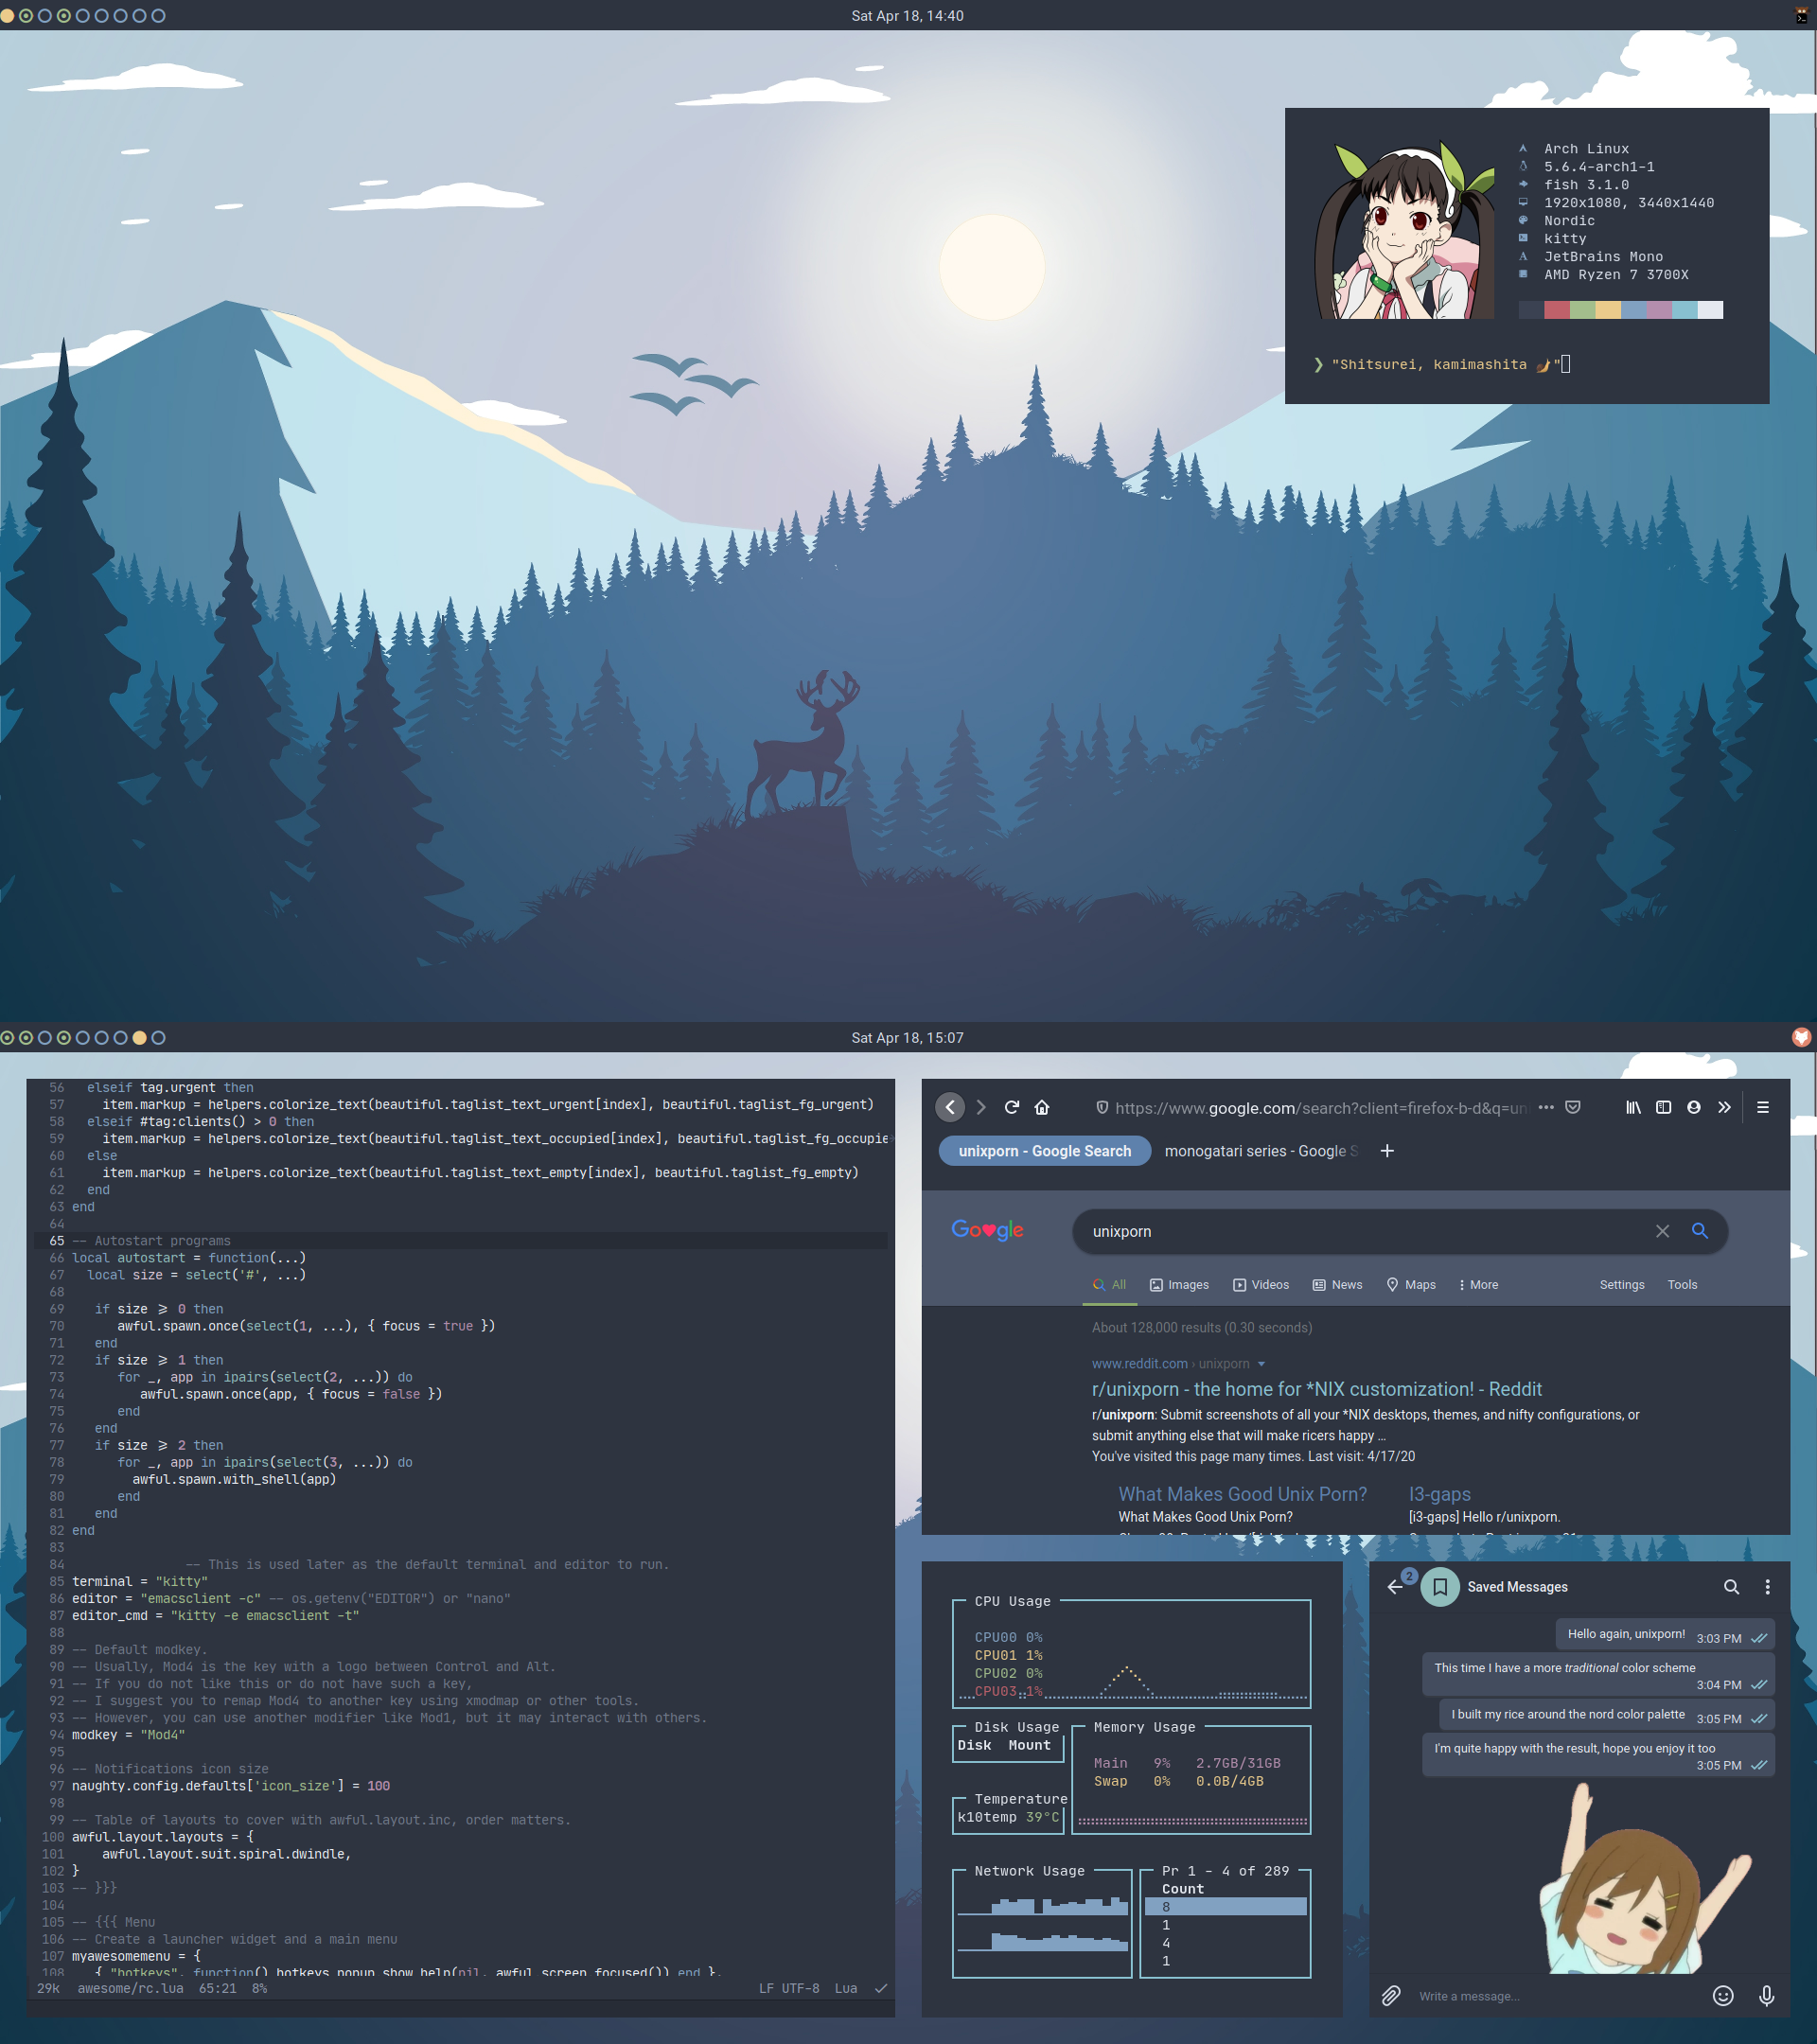 Sat Apr 18, 14:40
Arch Linux
5.6.4-arch1-1
fish 3.1.0
1920x1080, 3440x1440
Nordic
kitty
JetBrains Mono
AMD Ryzen 7 3700X
❯ "Shitsurei, kamimashita 🐌"
Sat Apr 18, 15:07
56 elseif tag.urgent then
57 item.markup = helpers.colorize_text(beautiful.taglist_text_urgent[index], beautiful.taglist_fg_urgent)
58 elseif #tag:clients() > 0 then
59 item.markup = helpers.colorize_text(beautiful.taglist_text_occupied[index], beautiful.taglist_fg_occupie
60 else
61 item.markup = helpers.colorize_text(beautiful.taglist_text_empty[index], beautiful.taglist_fg_empty)
62 end
63 end
64
65 -- Autostart programs
66 local autostart = function(...)
67 local size = select('#', ...)
68
69 if size ⩾ 0 then
70 awful.spawn.once(select(1, ...), { focus = true })
71 end
72 if size ⩾ 1 then
73 for _, app in ipairs(select(2, ...)) do
74 awful.spawn.once(app, { focus = false })
75 end
76 end
77 if size ⩾ 2 then
78 for _, app in ipairs(select(3, ...)) do
79 awful.spawn.with_shell(app)
80 end
81 end
82 end
83
84 -- This is used later as the default terminal and editor to run.
85 terminal = "kitty"
86 editor = "emacsclient -c" -- os.getenv("EDITOR") or "nano"
87 editor_cmd = "kitty -e emacsclient -t"
88
89 -- Default modkey.
90 -- Usually, Mod4 is the key with a logo between Control and Alt.
91 -- If you do not like this or do not have such a key,
92 -- I suggest you to remap Mod4 to another key using xmodmap or other tools.
93 -- However, you can use another modifier like Mod1, but it may interact with others.
94 modkey = "Mod4"
95
96 -- Notifications icon size
97 naughty.config.defaults['icon_size'] = 100
98
99 -- Table of layouts to cover with awful.layout.inc, order matters.
100 awful.layout.layouts = {
101 awful.layout.suit.spiral.dwindle,
102 }
103 -- }}}
104
105 -- {{{ Menu
106 -- Create a launcher widget and a main menu
107 myawesomemenu = {
108 { "hotkeys", function() hotkeys_popup.show_help(nil, awful.screen.focused()) end },
29k awesome/rc.lua 65:21 8% LF UTF-8 Lua
https://www.google.com/search?client=firefox-b-d&q=un
unixporn - Google Search monogatari series - Google S
Google
unixporn
All Images Videos News Maps More Settings Tools
About 128,000 results (0.30 seconds)
www.reddit.com › unixporn
r/unixporn - the home for *NIX customization! - Reddit
r/unixporn: Submit screenshots of all your *NIX desktops, themes, and nifty configurations, or
submit anything else that will make ricers happy ...
You've visited this page many times. Last visit: 4/17/20
What Makes Good Unix Porn? I3-gaps
What Makes Good Unix Porn? [i3-gaps] Hello r/unixporn.
CPU Usage
CPU00 0%
CPU01 1%
CPU02 0%
CPU03 1%
Disk Usage
Disk Mount
Memory Usage
Main 9% 2.7GB/31GB
Swap 0% 0.0B/4GB
Temperature
k10temp 39°C
Network Usage
Pr 1 - 4 of 289
Count
8
1
4
1
2
Saved Messages
Hello again, unixporn! 3:03 PM
This time I have a more traditional color scheme
3:04 PM
I built my rice around the nord color palette 3:05 PM
I'm quite happy with the result, hope you enjoy it too
3:05 PM
Write a message...